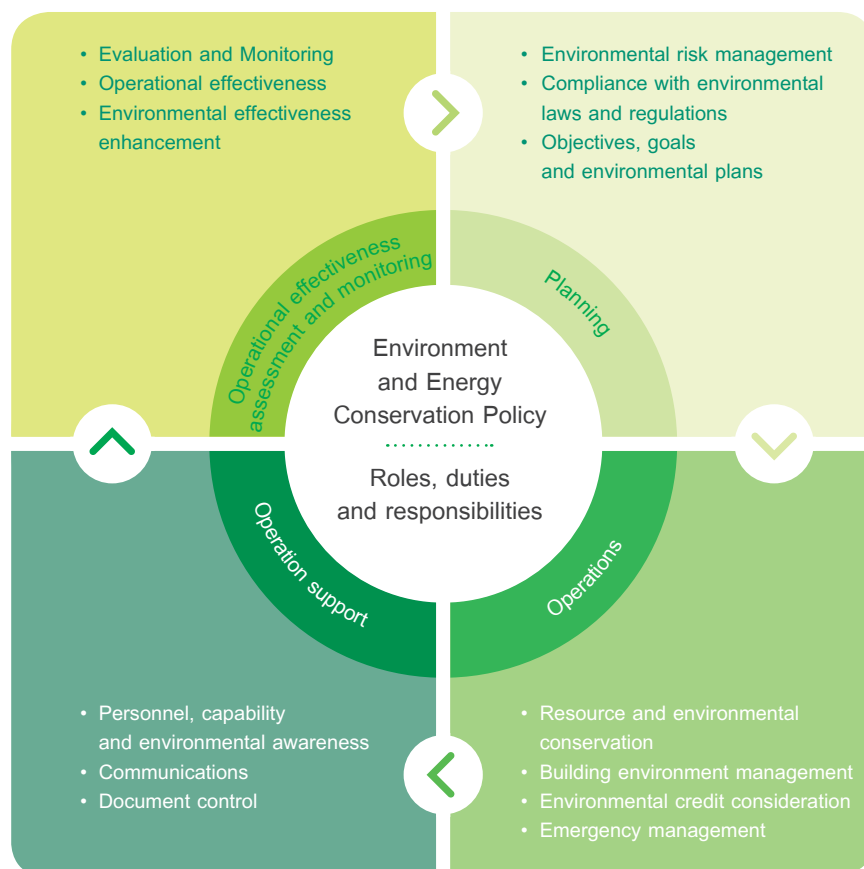 • Evaluation and Monitoring
• Operational effectiveness
• Environmental effectiveness
enhancement
• Environmental risk management
• Compliance with environmental
laws and regulations
• Objectives, goals
and environmental plans
Operational effectiveness
assessment and monitoring
Planning
Environment
and Energy
Conservation Policy
Roles, duties
and responsibilities
Operation support
Operations
• Personnel, capability
and environmental awareness
• Communications
• Document control
• Resource and environmental
conservation
• Building environment management
• Environmental credit consideration
• Emergency management